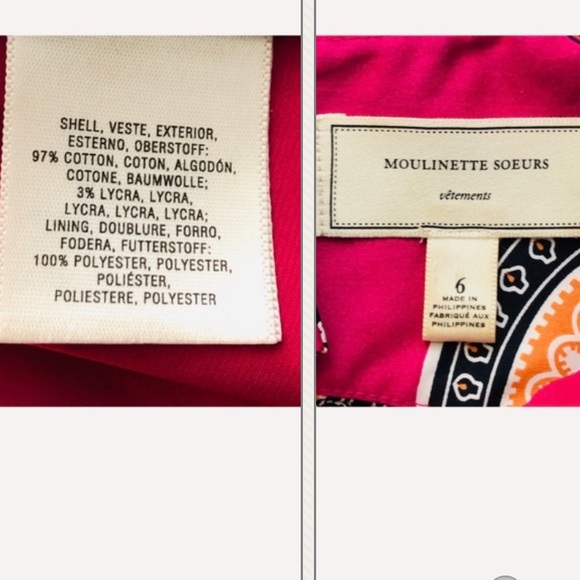 SHELL, VESTE, EXTERIOR,
ESTERNO, OBERSTOFF:
97% COTTON, COTON, ALGODÓN,
COTONE, BAUMWOLLE;
3% LYCRA, LYCRA,
LYCRA, LYCRA, LYCRA;
LINING, DOUBLURE, FORRO,
FODERA, FUTTERSTOFF:
100% POLYESTER, POLYESTER,
POLIÉSTER,
POLIESTERE, POLYESTER
MOULINETTE SOEURS
vêtements
6
MADE IN
PHILIPPINES
FABRIQUÉ AUX
PHILIPPINES